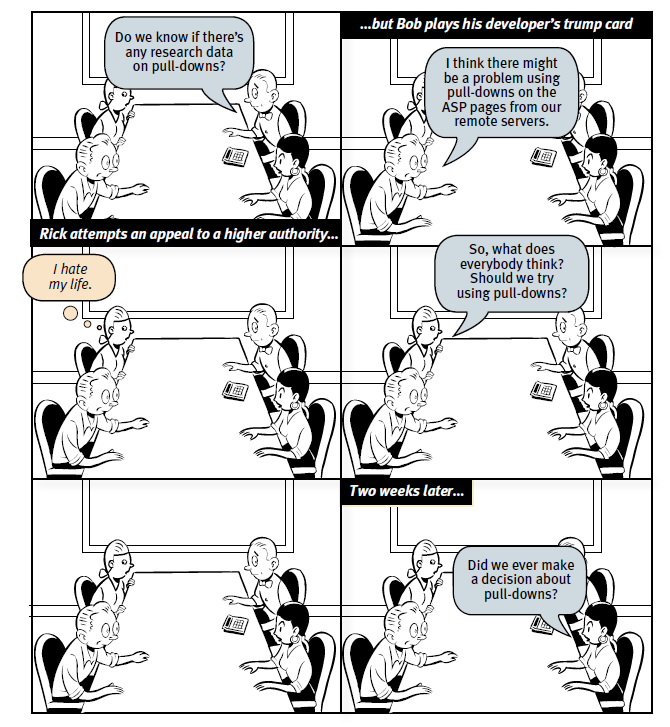 Do we know if there's
any research data
on pull-downs?
...but Bob plays his developer's trump card
I think there might
be a problem using
pull-downs on the
ASP pages from our
remote servers.
Rick attempts an appeal to a higher authority...
I hate
my life.
So, what does
everybody think?
Should we try
using pull-downs?
Two weeks later...
Did we ever make
a decision about
pull-downs?